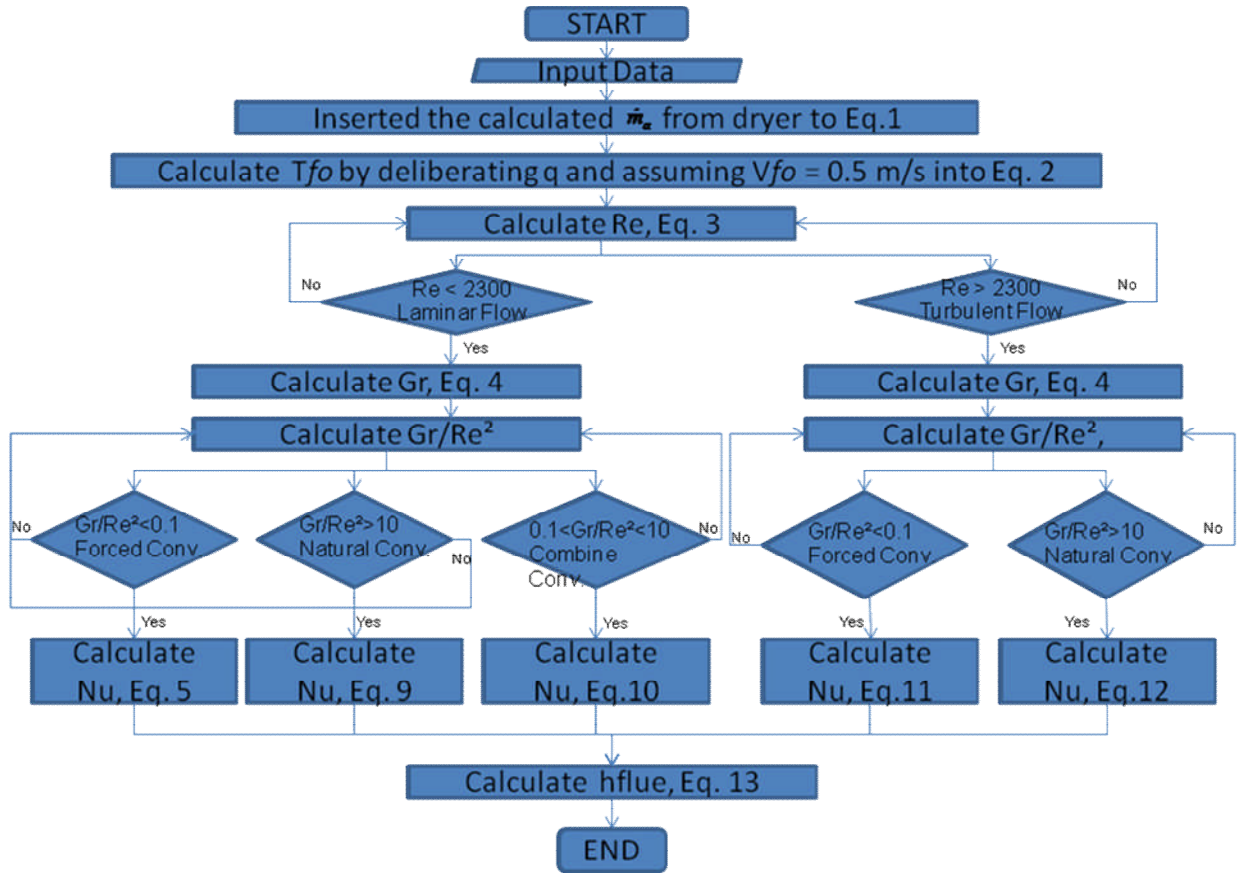 START
Input Data
Inserted the calculated ṁₐ from dryer to Eq.1
Calculate Tfo by deliberating q and assuming Vfo = 0.5 m/s into Eq. 2
Calculate Re, Eq. 3
No
Re < 2300
Laminar Flow
Re > 2300
Turbulent Flow
No
Yes
Yes
Calculate Gr, Eq. 4
Calculate Gr, Eq. 4
Calculate Gr/Re²
Calculate Gr/Re²,
No
Gr/Re²<0.1
Forced Conv.
Gr/Re²>10
Natural Conv.
No
0.1<Gr/Re²<10
Combine
Conv.
No
No
Gr/Re²<0.1
Forced Conv.
Gr/Re²>10
Natural Conv.
No
Yes
Yes
Yes
Yes
Yes
Calculate
Nu, Eq. 5
Calculate
Nu, Eq. 9
Calculate
Nu, Eq.10
Calculate
Nu, Eq.11
Calculate
Nu, Eq.12
Calculate hflue, Eq. 13
END